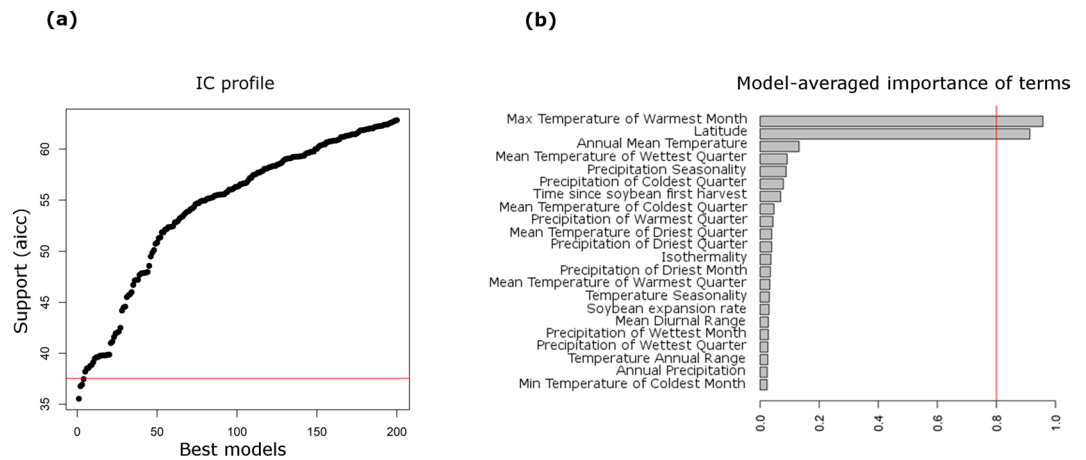 (a)
IC profile
Support (aicc)
35
40
45
50
55
60
0
50
100
150
200
Best models
(b)
Model-averaged importance of terms
Max Temperature of Warmest Month
Latitude
Annual Mean Temperature
Mean Temperature of Wettest Quarter
Precipitation Seasonality
Precipitation of Coldest Quarter
Time since soybean first harvest
Mean Temperature of Coldest Quarter
Precipitation of Warmest Quarter
Mean Temperature of Driest Quarter
Precipitation of Driest Quarter
Isothermality
Precipitation of Driest Month
Mean Temperature of Warmest Quarter
Temperature Seasonality
Soybean expansion rate
Mean Diurnal Range
Precipitation of Wettest Month
Precipitation of Wettest Quarter
Temperature Annual Range
Annual Precipitation
Min Temperature of Coldest Month
0.0
0.2
0.4
0.6
0.8
1.0